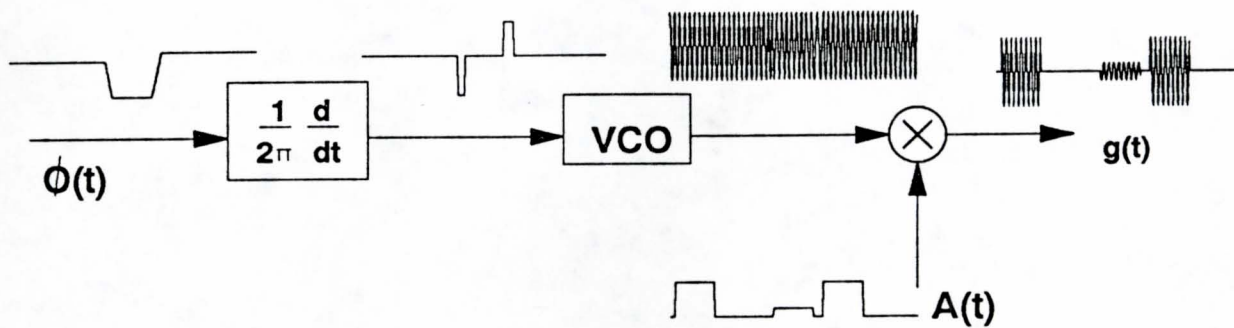 ϕ(t)
1 d
2π dt
VCO
×
g(t)
A(t)